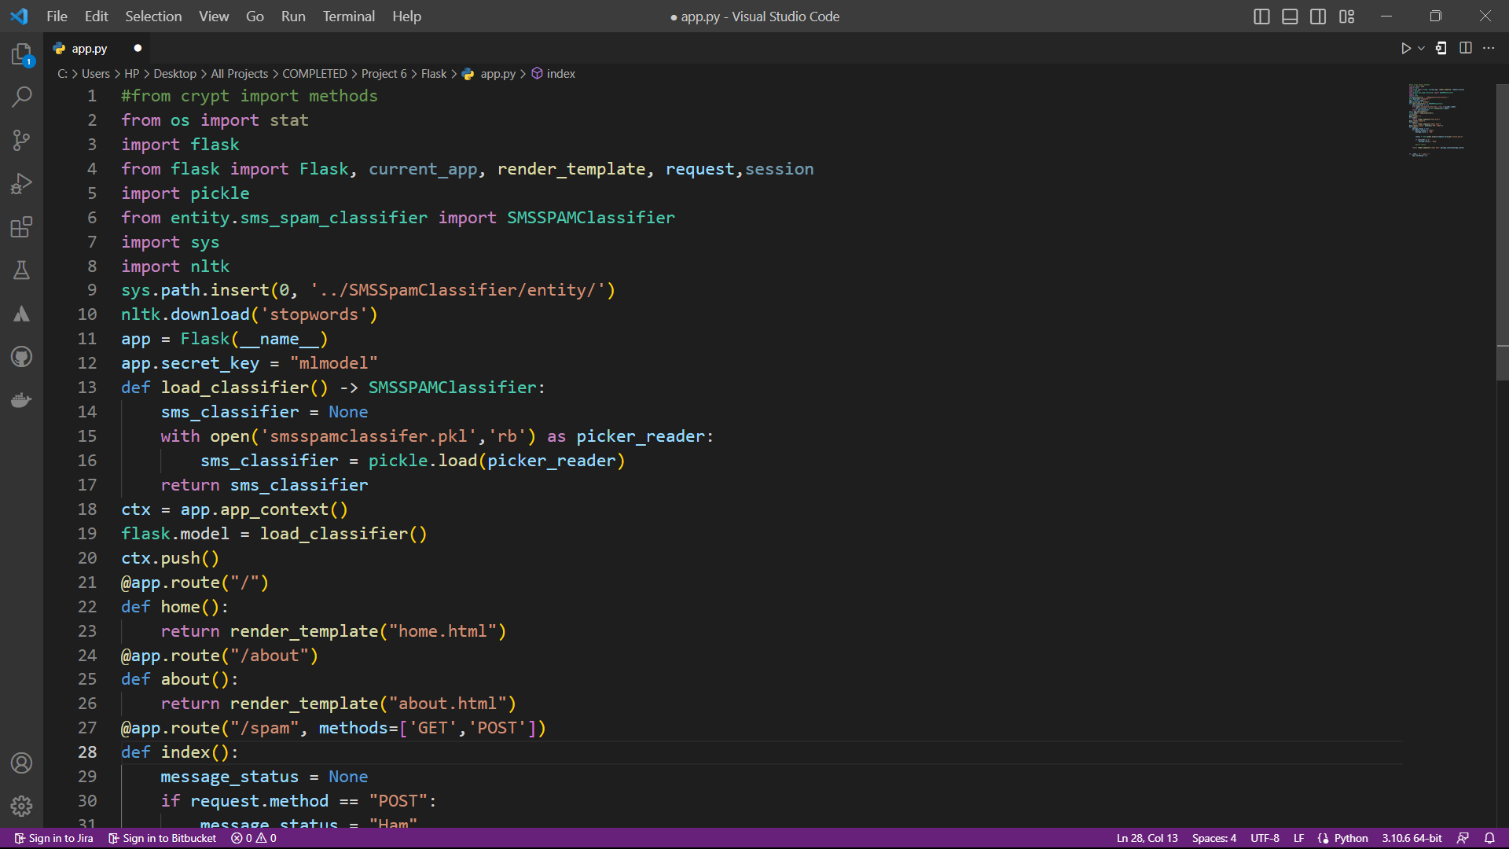 File Edit Selection View Go Run Terminal Help
● app.py - Visual Studio Code
app.py ●
C: > Users > HP > Desktop > All Projects > COMPLETED > Project 6 > Flask > app.py > index
1 #from crypt import methods
2 from os import stat
3 import flask
4 from flask import Flask, current_app, render_template, request,session
5 import pickle
6 from entity.sms_spam_classifier import SMSSPAMClassifier
7 import sys
8 import nltk
9 sys.path.insert(0, '../SMSSpamClassifier/entity/')
10 nltk.download('stopwords')
11 app = Flask(__name__)
12 app.secret_key = "mlmodel"
13 def load_classifier() -> SMSSPAMClassifier:
14     sms_classifier = None
15     with open('smsspamclassifer.pkl','rb') as picker_reader:
16         sms_classifier = pickle.load(picker_reader)
17     return sms_classifier
18 ctx = app.app_context()
19 flask.model = load_classifier()
20 ctx.push()
21 @app.route("/")
22 def home():
23     return render_template("home.html")
24 @app.route("/about")
25 def about():
26     return render_template("about.html")
27 @app.route("/spam", methods=['GET','POST'])
28 def index():
29     message_status = None
30     if request.method == "POST":
31         message_status = "Ham"
1
Sign in to Jira Sign in to Bitbucket 0 0 Ln 28, Col 13 Spaces: 4 UTF-8 LF Python 3.10.6 64-bit